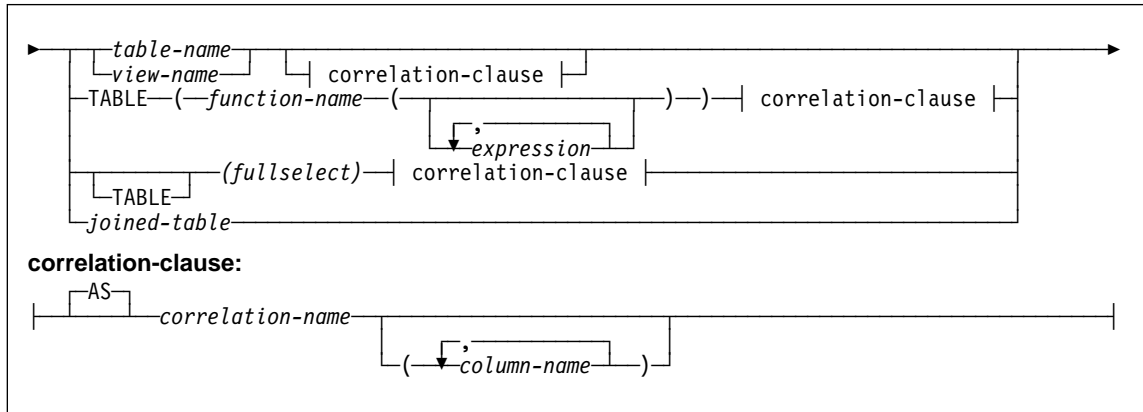 table-name
view-name correlation-clause
TABLE ( function-name ( ) ) correlation-clause
,
expression
(fullselect) correlation-clause
TABLE
joined-table
correlation-clause:
AS
correlation-name
,
( column-name )